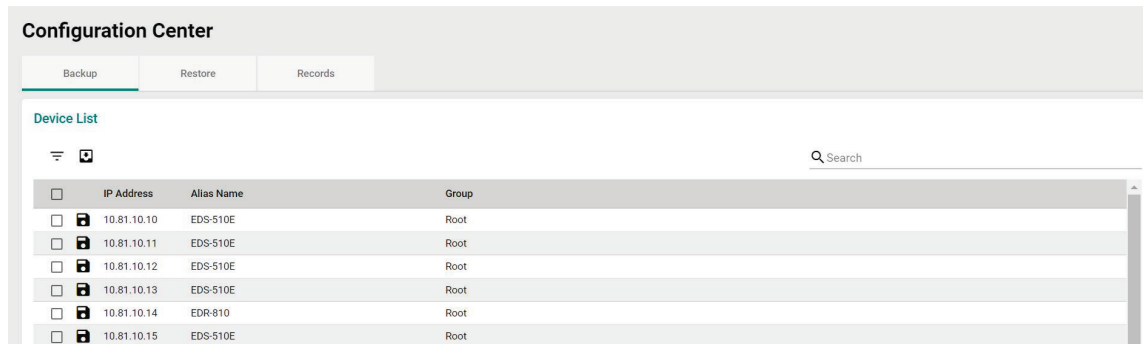 Configuration Center
Backup Restore Records
Device List
Search
IP Address Alias Name Group
10.81.10.10 EDS-510E Root
10.81.10.11 EDS-510E Root
10.81.10.12 EDS-510E Root
10.81.10.13 EDS-510E Root
10.81.10.14 EDR-810 Root
10.81.10.15 EDS-510E Root